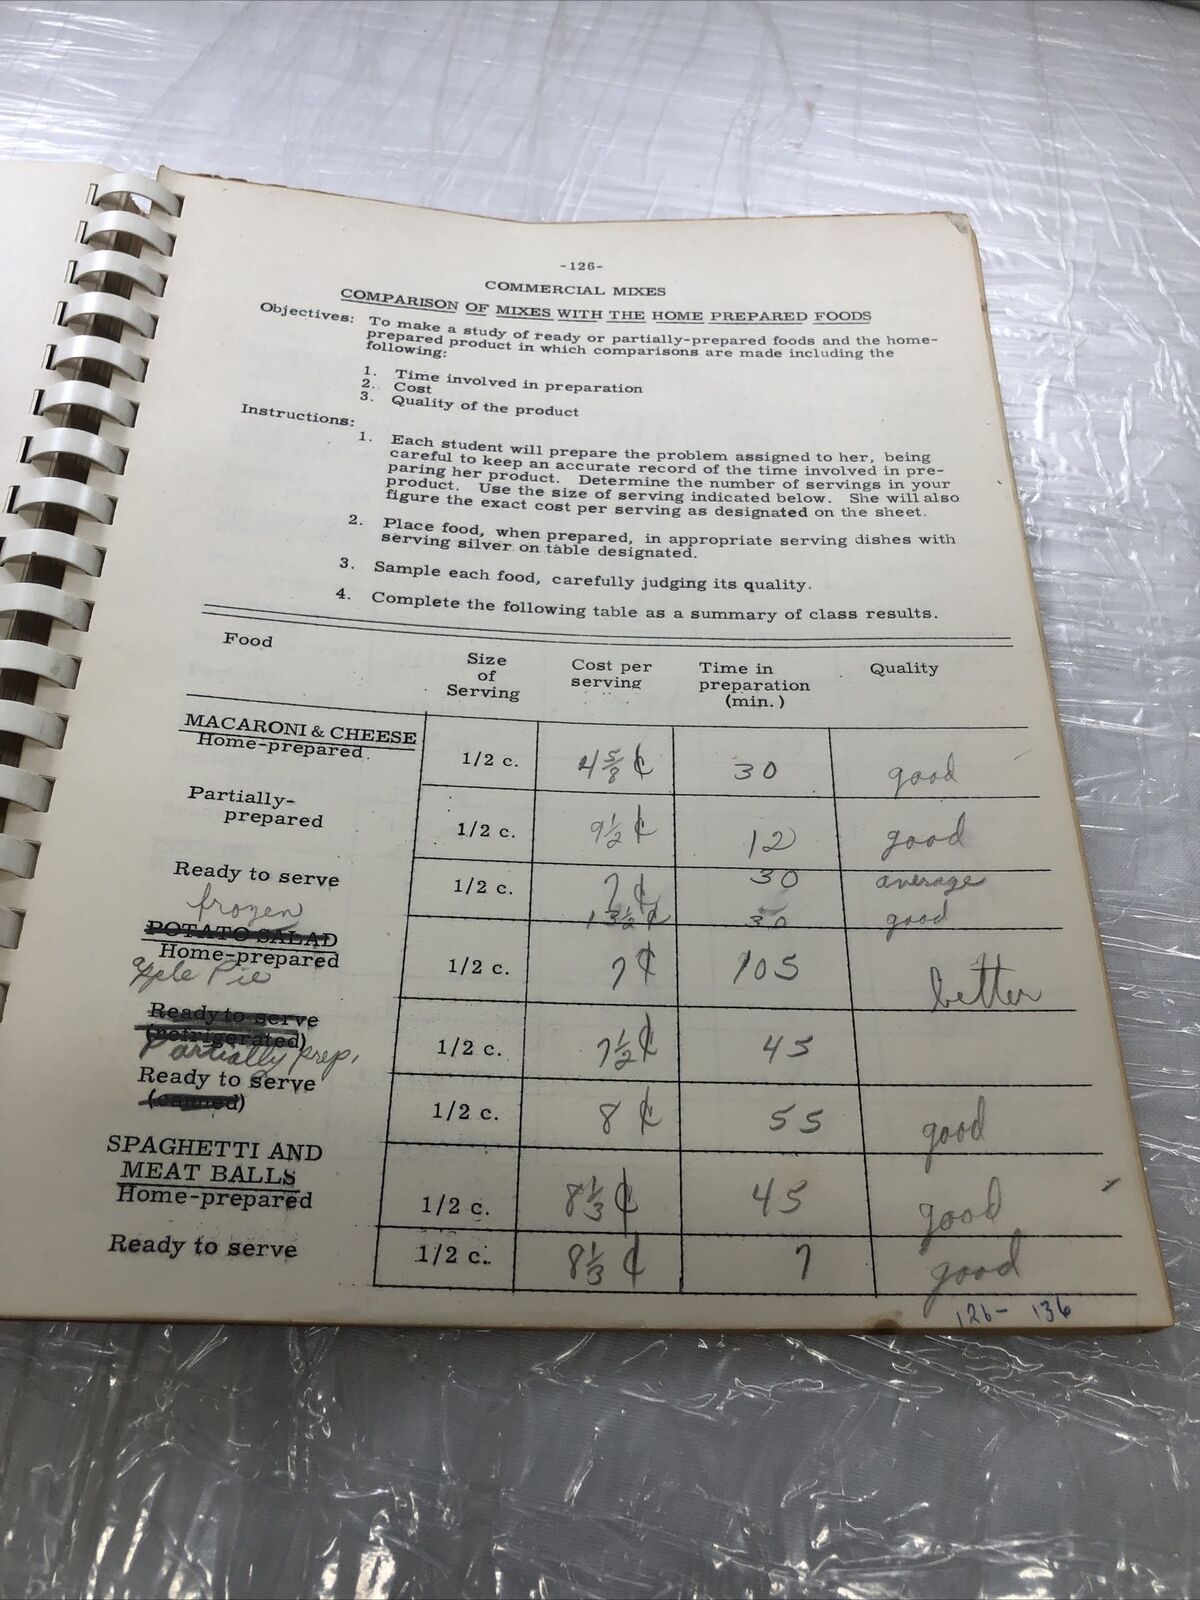 -126-
COMMERCIAL MIXES
COMPARISON OF MIXES WITH THE HOME PREPARED FOODS
Objectives: To make a study of ready or partially-prepared foods and the home-
prepared product in which comparisons are made including the
following:
1. Time involved in preparation
2. Cost
3. Quality of the product
Instructions:
1. Each student will prepare the problem assigned to her, being
careful to keep an accurate record of the time involved in pre-
paring her product. Determine the number of servings in your
product. Use the size of serving indicated below. She will also
figure the exact cost per serving as designated on the sheet.
2. Place food, when prepared, in appropriate serving dishes with
serving silver on table designated.
3. Sample each food, carefully judging its quality.
4. Complete the following table as a summary of class results.
Food Size of Serving Cost per serving Time in preparation (min.) Quality
MACARONI & CHEESE
Home-prepared 1/2 c. 4 5/8 ¢ 30 good
Partially-
prepared 1/2 c. 9 1/2 ¢ 12 good
Ready to serve 1/2 c. 7 ¢ 30 average
frozen 30 good
POTATO SALAD
Home-prepared 1/2 c. 7 ¢ 105 better
apple Pie
Ready to serve
(refrigerated) 1/2 c. 7 1/2 ¢ 45
Partially prep.
Ready to serve 1/2 c. 8 ¢ 55 good
(canned)
SPAGHETTI AND
MEAT BALLS
Home-prepared 1/2 c. 8 1/3 ¢ 45 good
Ready to serve 1/2 c. 8 1/3 ¢ 7 good
126- 136